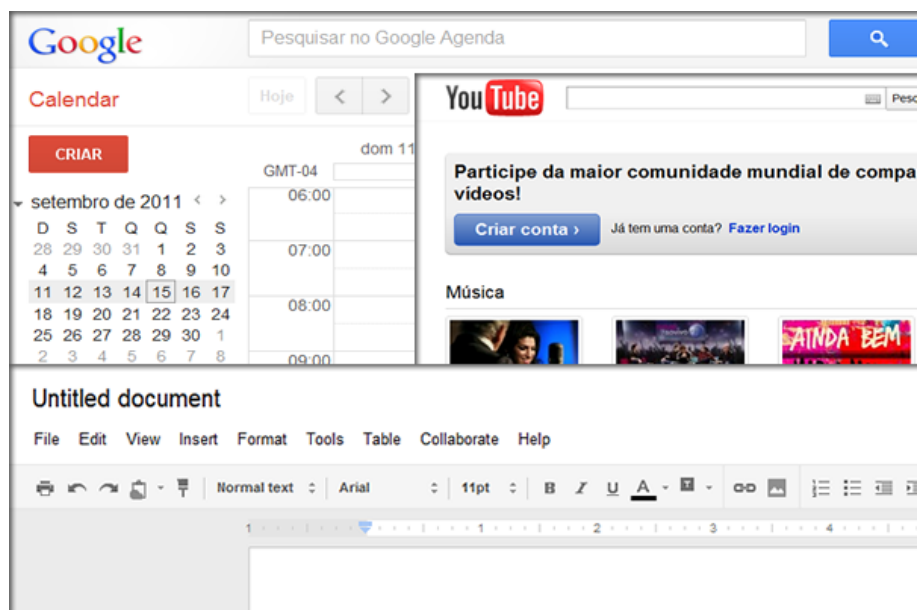 Google
Pesquisar no Google Agenda
Calendar
Hoje
CRIAR
dom 11
GMT-04
setembro de 2011
D S T Q Q S S
28 29 30 31 1 2 3
4 5 6 7 8 9 10
11 12 13 14 15 16 17
18 19 20 21 22 23 24
25 26 27 28 29 30 1
2 3 4 5 6 7 8
06:00
07:00
08:00
09:00
YouTube
Pesq
Participe da maior comunidade mundial de compa
vídeos!
Criar conta ›
Já tem uma conta? Fazer login
Música
AINDA BEM
Untitled document
File Edit View Insert Format Tools Table Collaborate Help
Normal text Arial 11pt B I U A
1 1 2 3 4